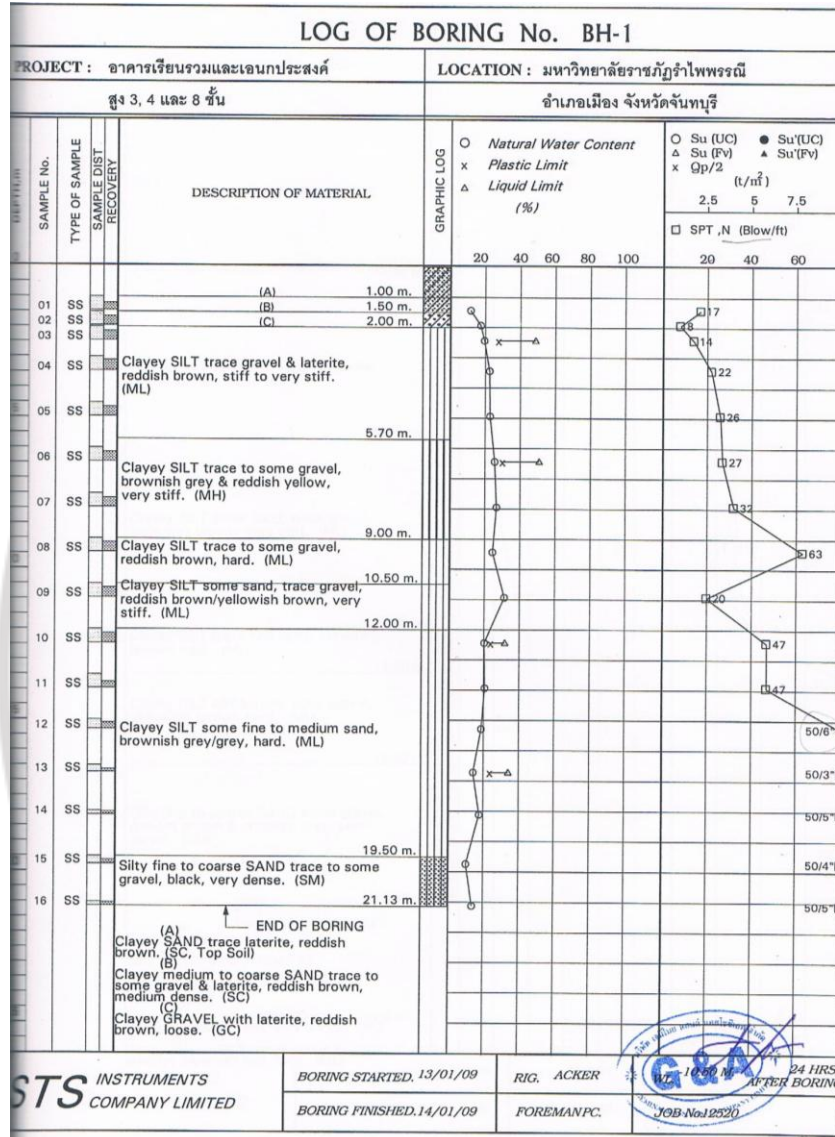 LOG OF BORING No. BH-1
PROJECT : อาคารเรียนรวมและเอนกประสงค์
LOCATION : มหาวิทยาลัยราชภัฏรำไพพรรณี
สูง 3, 4 และ 8 ชั้น
อำเภอเมือง จังหวัดจันทบุรี
SAMPLE No.
TYPE OF SAMPLE
SAMPLE DIST
RECOVERY
DESCRIPTION OF MATERIAL
GRAPHIC LOG
○ Natural Water Content
x Plastic Limit
△ Liquid Limit
(%)
20 40 60 80 100
○ Su (UC) ● Su'(UC)
△ Su (Fv) ▲ Su'(Fv)
x Qp/2
(t/m²)
2.5 5 7.5
□ SPT ,N (Blow/ft)
20 40 60
(A) 1.00 m.
01 SS (B) 1.50 m. 17
02 SS (C) 2.00 m. 8
03 SS 14
04 SS Clayey SILT trace gravel & laterite, 22
reddish brown, stiff to very stiff.
(ML)
05 SS 26
5.70 m.
06 SS 27
Clayey SILT trace to some gravel,
brownish grey & reddish yellow,
very stiff. (MH)
07 SS 32
9.00 m.
08 SS Clayey SILT trace to some gravel, 63
reddish brown, hard. (ML)
10.50 m.
09 SS Clayey SILT some sand, trace gravel, 20
reddish brown/yellowish brown, very
stiff. (ML)
12.00 m.
10 SS 47
11 SS 47
12 SS Clayey SILT some fine to medium sand, 50/6"
brownish grey/grey, hard. (ML)
13 SS 50/3"
14 SS 50/5"
19.50 m.
15 SS Silty fine to coarse SAND trace to some 50/4"
gravel, black, very dense. (SM)
16 SS 21.13 m. 50/5"
END OF BORING
(A)
Clayey SAND trace laterite, reddish
brown. (SC, Top Soil)
(B)
Clayey medium to coarse SAND trace to
some gravel & laterite, reddish brown,
medium dense. (SC)
(C)
Clayey GRAVEL with laterite, reddish
brown, loose. (GC)
STS INSTRUMENTS
COMPANY LIMITED
BORING STARTED. 13/01/09
RIG. ACKER
G & A
WL. -10.50 M. 24 HRS
AFTER BORING
BORING FINISHED. 14/01/09
FOREMAN PC.
JOB No. 12520